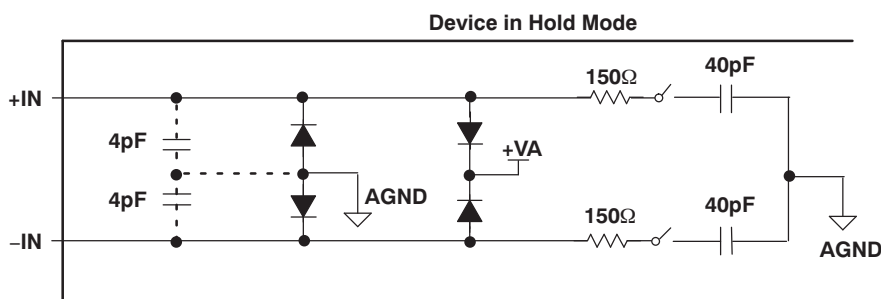 Device in Hold Mode
150Ω
40pF
+IN
4pF
+VA
4pF
AGND
150Ω
40pF
−IN
AGND